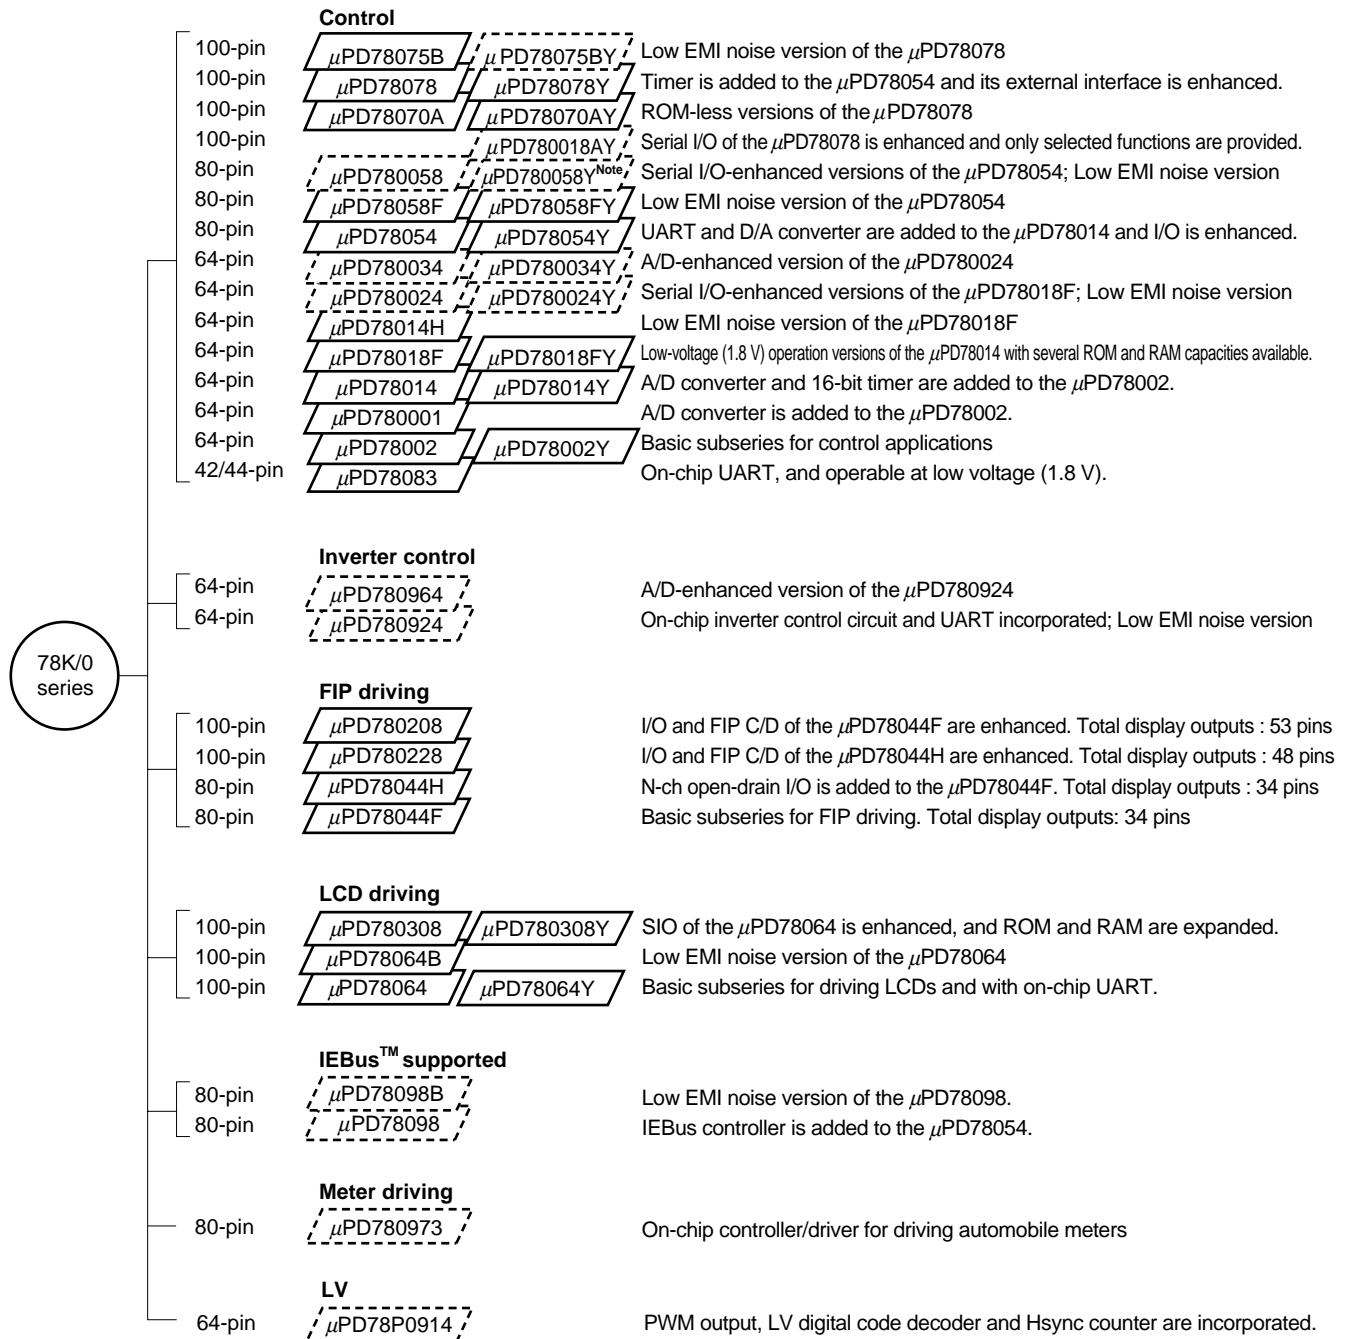 Control
100-pin μPD78075B μPD78075BY Low EMI noise version of the μPD78078
100-pin μPD78078 μPD78078Y Timer is added to the μPD78054 and its external interface is enhanced.
100-pin μPD78070A μPD78070AY ROM-less versions of the μPD78078
100-pin μPD780018AY Serial I/O of the μPD78078 is enhanced and only selected functions are provided.
80-pin μPD780058 μPD780058Y Note Serial I/O-enhanced versions of the μPD78054; Low EMI noise version
80-pin μPD78058F μPD78058FY Low EMI noise version of the μPD78054
80-pin μPD78054 μPD78054Y UART and D/A converter are added to the μPD78014 and I/O is enhanced.
64-pin μPD780034 μPD780034Y A/D-enhanced version of the μPD780024
64-pin μPD780024 μPD780024Y Serial I/O-enhanced versions of the μPD78018F; Low EMI noise version
64-pin μPD78014H Low EMI noise version of the μPD78018F
64-pin μPD78018F μPD78018FY Low-voltage (1.8 V) operation versions of the μPD78014 with several ROM and RAM capacities available.
64-pin μPD78014 μPD78014Y A/D converter and 16-bit timer are added to the μPD78002.
64-pin μPD780001 A/D converter is added to the μPD78002.
64-pin μPD78002 μPD78002Y Basic subseries for control applications
42/44-pin μPD78083 On-chip UART, and operable at low voltage (1.8 V).
Inverter control
64-pin μPD780964 A/D-enhanced version of the μPD780924
64-pin μPD780924 On-chip inverter control circuit and UART incorporated; Low EMI noise version
78K/0
series
FIP driving
100-pin μPD780208 I/O and FIP C/D of the μPD78044F are enhanced. Total display outputs : 53 pins
100-pin μPD780228 I/O and FIP C/D of the μPD78044H are enhanced. Total display outputs : 48 pins
80-pin μPD78044H N-ch open-drain I/O is added to the μPD78044F. Total display outputs : 34 pins
80-pin μPD78044F Basic subseries for FIP driving. Total display outputs: 34 pins
LCD driving
100-pin μPD780308 μPD780308Y SIO of the μPD78064 is enhanced, and ROM and RAM are expanded.
100-pin μPD78064B Low EMI noise version of the μPD78064
100-pin μPD78064 μPD78064Y Basic subseries for driving LCDs and with on-chip UART.
IEBus™ supported
80-pin μPD78098B Low EMI noise version of the μPD78098.
80-pin μPD78098 IEBus controller is added to the μPD78054.
Meter driving
80-pin μPD780973 On-chip controller/driver for driving automobile meters
LV
64-pin μPD78P0914 PWM output, LV digital code decoder and Hsync counter are incorporated.